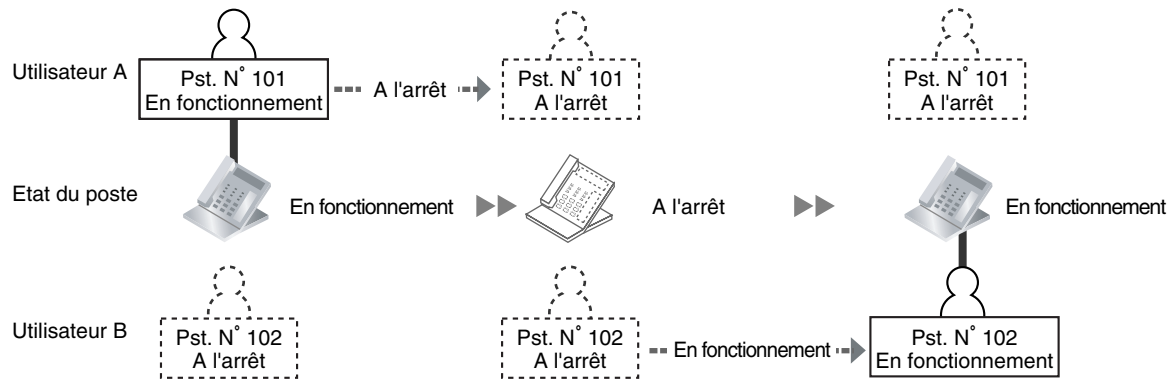 Utilisateur A
Pst. N° 101
En fonctionnement
A l'arrêt
Pst. N° 101
A l'arrêt
Pst. N° 101
A l'arrêt
Etat du poste
En fonctionnement
A l'arrêt
En fonctionnement
Utilisateur B
Pst. N° 102
A l'arrêt
Pst. N° 102
A l'arrêt
En fonctionnement
Pst. N° 102
En fonctionnement